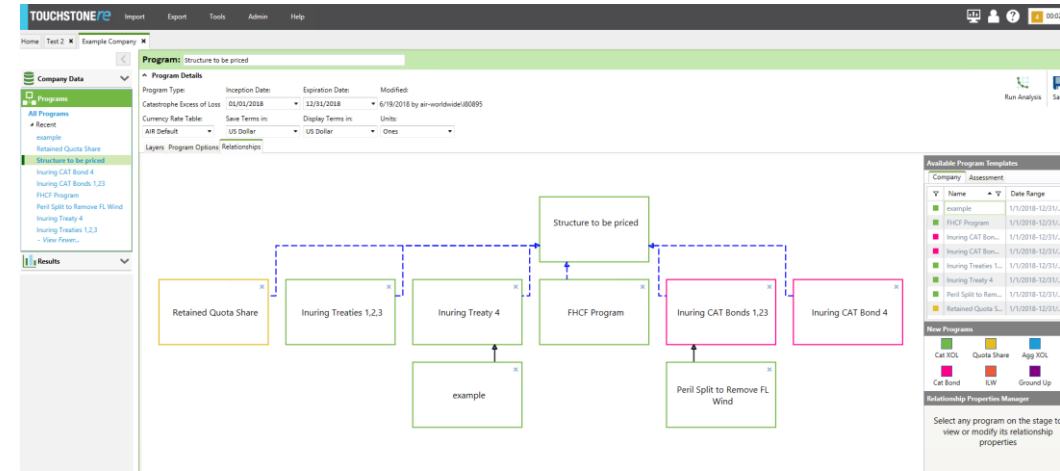 TOUCHSTONE re Import Export Tools Admin Help
4 00:02
Home Test 2 Example Company
Program: Structure to be priced
Company Data
Programs
All Programs
Recent
example
Retained Quota Share
Structure to be priced
Inuring CAT Bond 4
Inuring CAT Bonds 1,23
FHCF Program
Peril Split to Remove FL Wind
Inuring Treaty 4
Inuring Treaties 1,2,3
- View Fewer...
Results
Program Details
Program Type: Inception Date: Expiration Date: Modified:
Catastrophe Excess of Loss 01/01/2018 12/31/2018 6/19/2018 by air-worldwide\i80895
Currency Rate Table: Save Terms in: Display Terms in: Units:
AIR Default US Dollar US Dollar Ones
Run Analysis Sa
Layers Program Options Relationships
Structure to be priced
Retained Quota Share
Inuring Treaties 1,2,3
Inuring Treaty 4
FHCF Program
Inuring CAT Bonds 1,23
Inuring CAT Bond 4
example
Peril Split to Remove FL
Wind
Available Program Templates
Company Assessment
Name Date Range
example 1/1/2018-12/31/...
FHCF Program 1/1/2018-12/31/...
Inuring CAT Bon... 1/1/2018-12/31/...
Inuring CAT Bon... 1/1/2018-12/31/...
Inuring Treaties 1... 1/1/2018-12/31/...
Inuring Treaty 4 1/1/2018-12/31/...
Peril Split to Rem... 1/1/2018-12/31/...
Retained Quota S... 1/1/2018-12/31/...
New Programs
Cat XOL Quota Share Agg XOL
Cat Bond ILW Ground Up
Relationship Properties Manager
Select any program on the stage to
view or modify its relationship
properties